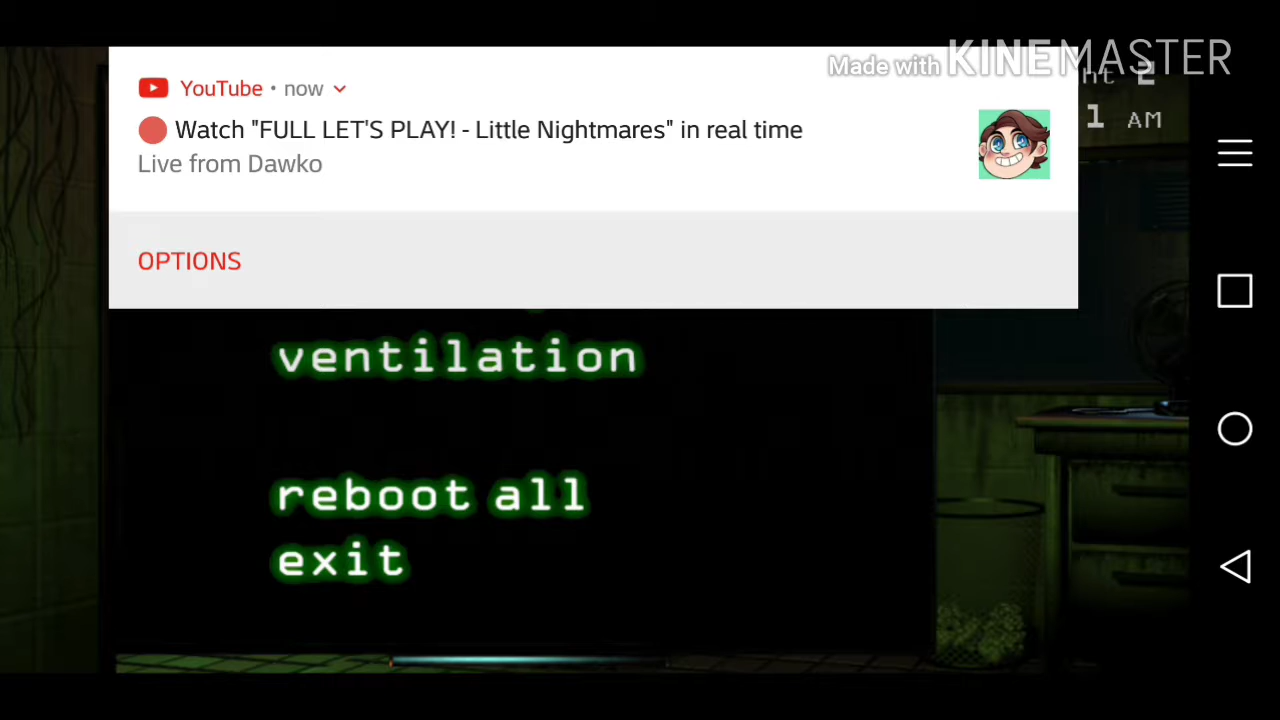 Made with KINEMASTER
YouTube • now
Watch "FULL LET'S PLAY! - Little Nightmares" in real time
Live from Dawko
OPTIONS
2
1 AM
ventilation
reboot all
exit